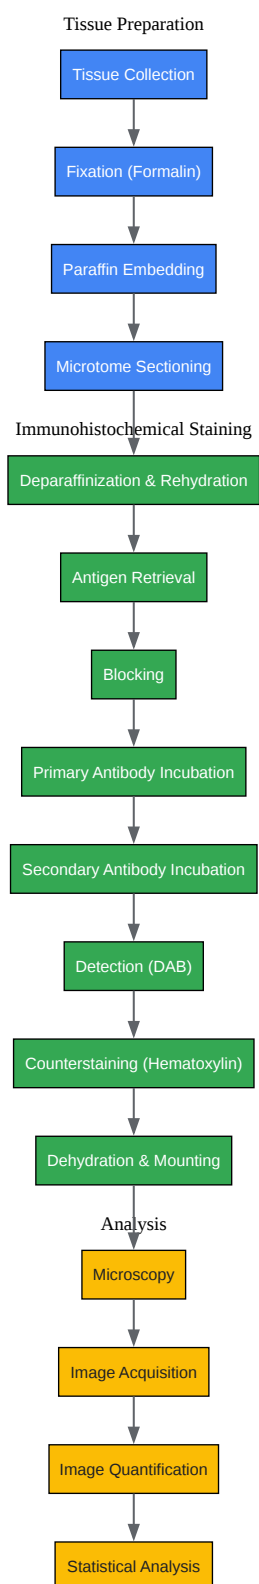 Tissue Preparation
Tissue Collection
Fixation (Formalin)
Paraffin Embedding
Microtome Sectioning
Immunohistochemical Staining
Deparaffinization & Rehydration
Antigen Retrieval
Blocking
Primary Antibody Incubation
Secondary Antibody Incubation
Detection (DAB)
Counterstaining (Hematoxylin)
Dehydration & Mounting
Analysis
Microscopy
Image Acquisition
Image Quantification
Statistical Analysis